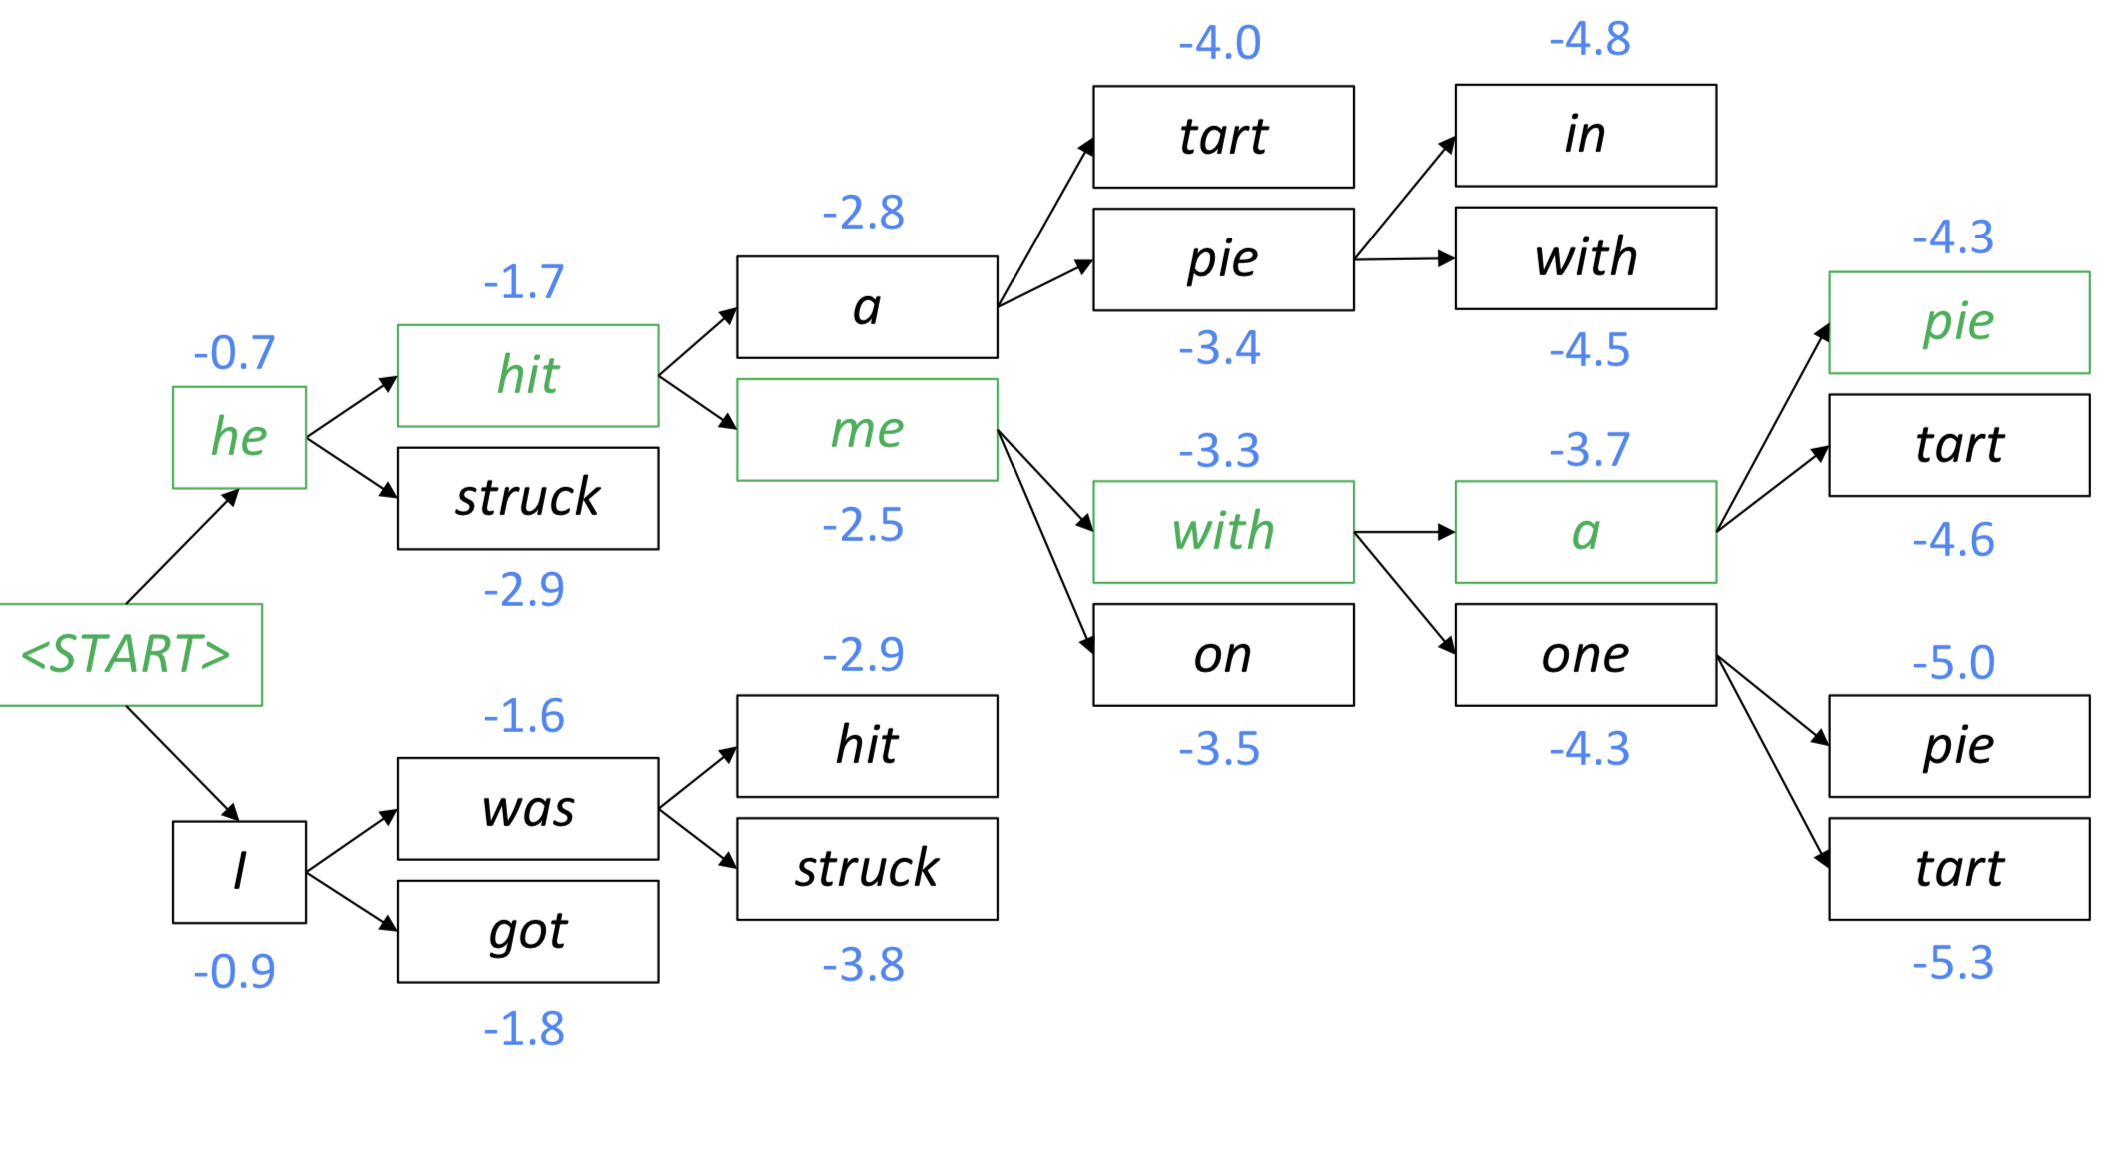 -4.0
-4.8
tart
in
-2.8
pie
with
-4.3
-1.7
a
-3.4
-4.5
pie
-0.7
hit
me
-3.3
-3.7
tart
he
struck
-2.5
with
a
-4.6
-2.9
<START>
-2.9
on
one
-5.0
-1.6
hit
-3.5
-4.3
pie
was
I
struck
tart
got
-0.9
-3.8
-5.3
-1.8